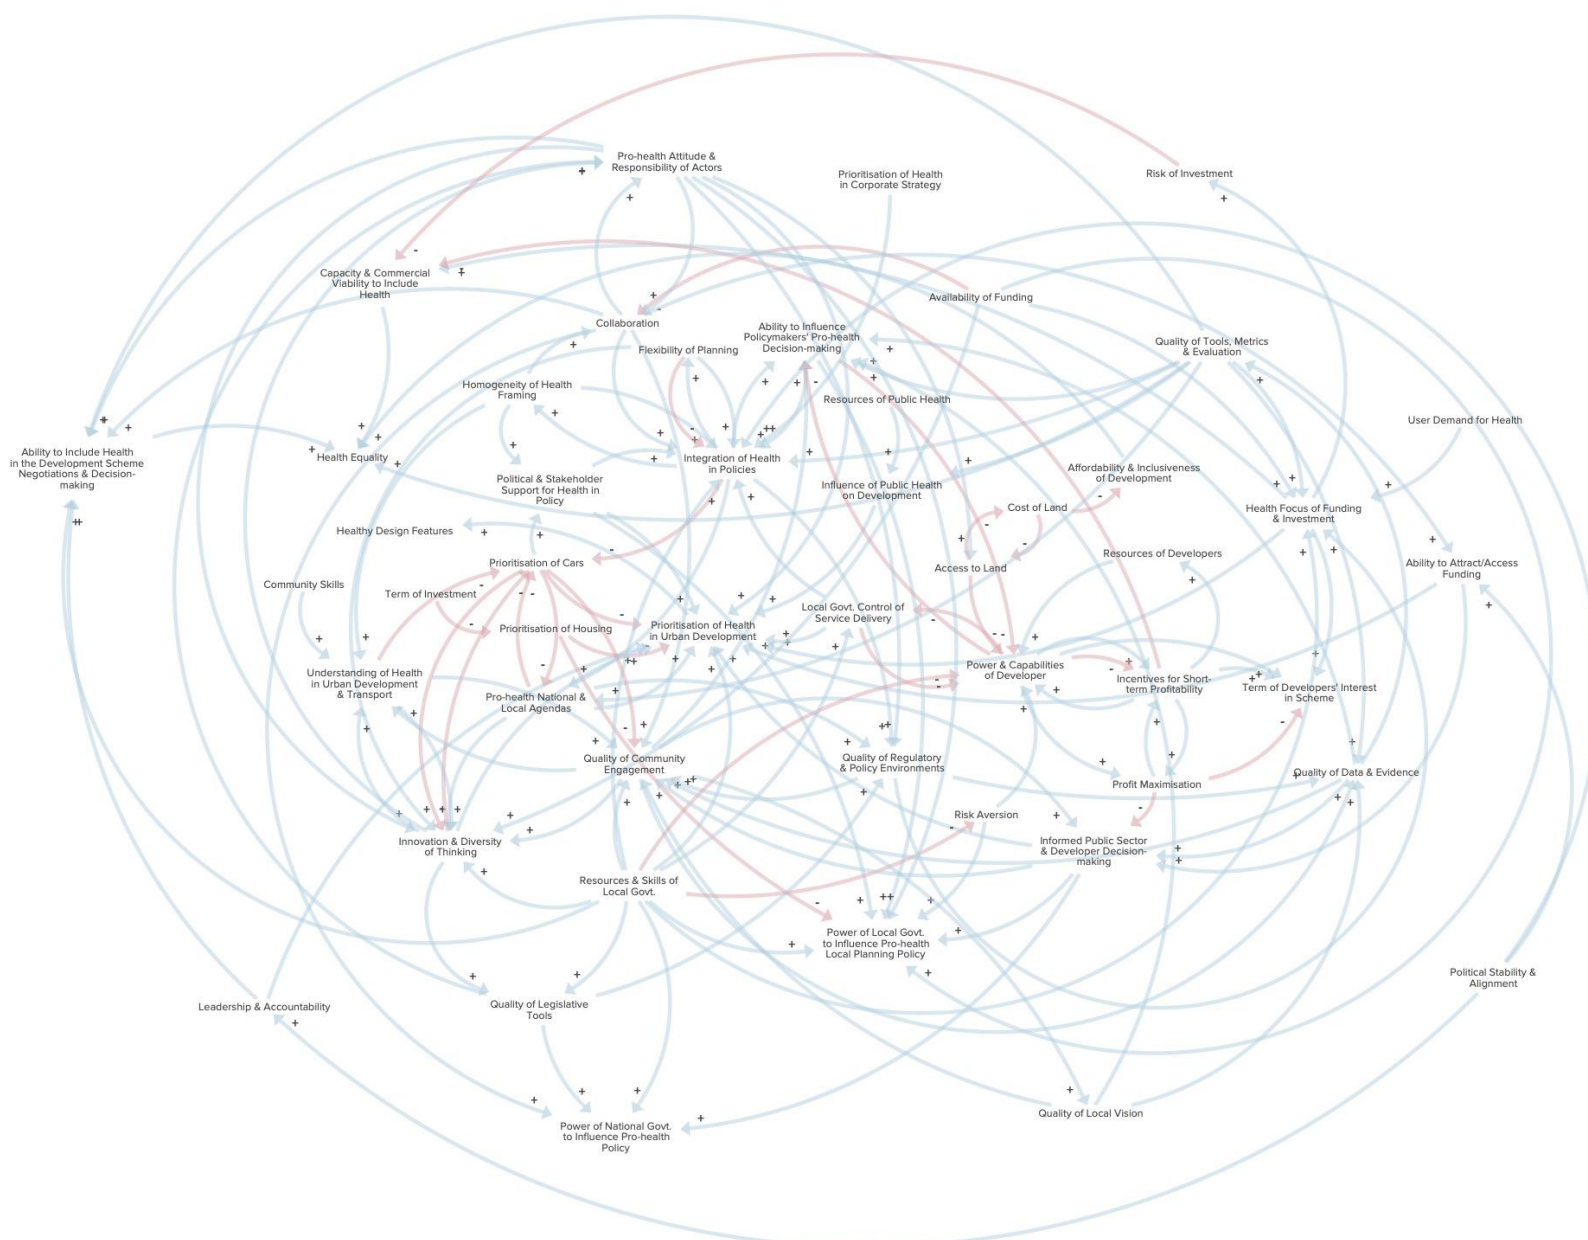 Pro-health Attitude &
Responsibility of Actors
Prioritisation of Health
in Corporate Strategy
Risk of Investment
Capacity & Commercial
Viability to Include
Health
Availability of Funding
Collaboration
Ability to Influence
Policymakers' Pro-health
Decision-making
Flexibility of Planning
Quality of Tools, Metrics
& Evaluation
Homogeneity of Health
Framing
Resources of Public Health
User Demand for Health
Ability to Include Health
in the Development Scheme
Negotiations & Decision-
making
Health Equality
Integration of Health
in Policies
Political & Stakeholder
Support for Health in
Policy
Influence of Public Health
on Development
Affordability & Inclusiveness
of Development
Cost of Land
Health Focus of Funding
& Investment
Healthy Design Features
Prioritisation of Cars
Access to Land
Resources of Developers
Ability to Attract/Access
Funding
Community Skills
Term of Investment
Prioritisation of Housing
Prioritisation of Health
in Urban Development
Local Govt. Control of
Service Delivery
Understanding of Health
in Urban Development
& Transport
Pro-health National &
Local Agendas
Power & Capabilities
of Developer
Incentives for Short-
term Profitability
Term of Developers' Interest
in Scheme
Quality of Community
Engagement
Quality of Regulatory
& Policy Environments
Profit Maximisation
Quality of Data & Evidence
Innovation & Diversity
of Thinking
Risk Aversion
Informed Public Sector
& Developer Decision-
making
Resources & Skills of
Local Govt.
Power of Local Govt.
to Influence Pro-health
Local Planning Policy
Leadership & Accountability
Quality of Legislative
Tools
Political Stability &
Alignment
Power of National Govt.
to Influence Pro-health
Policy
Quality of Local Vision